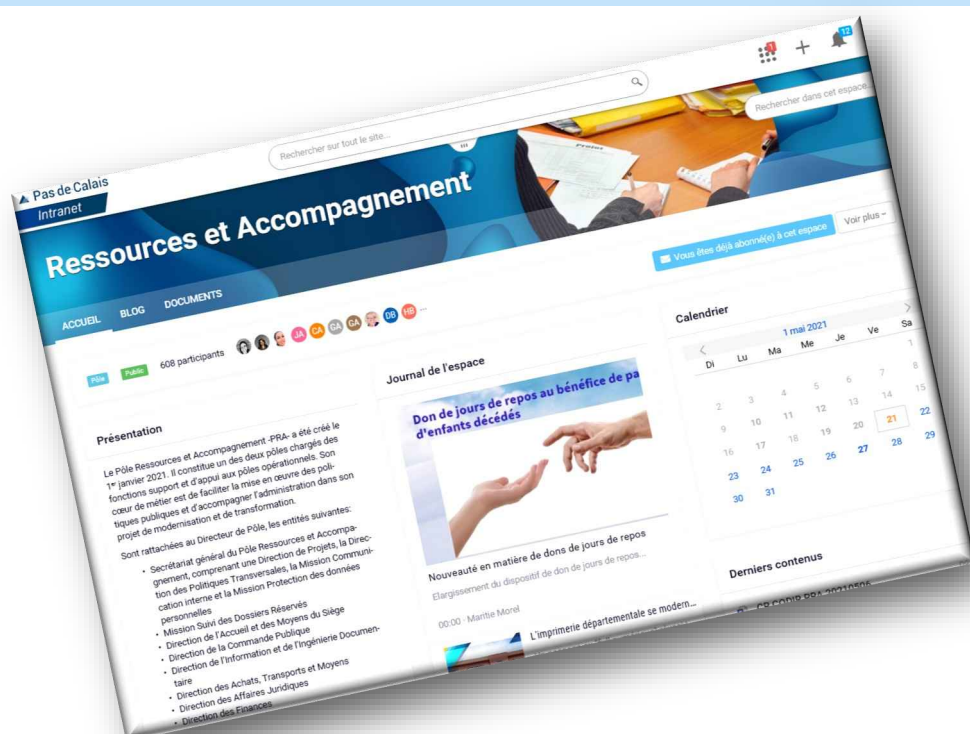 Pas de Calais
Intranet
Rechercher sur tout le site...
1
12
Rechercher dans cet espace...
Projet
Ressources et Accompagnement
ACCUEIL BLOG DOCUMENTS
Vous êtes déjà abonné(e) à cet espace
Voir plus
Pôle Public 608 participants JA CA GA GA DB HB ...
Présentation
Le Pôle Ressources et Accompagnement -PRA- a été créé le
1er janvier 2021. Il constitue un des deux pôles chargés des
fonctions support et d'appui aux pôles opérationnels. Son
cœur de métier est de faciliter la mise en œuvre des poli-
tiques publiques et d'accompagner l'administration dans son
projet de modernisation et de transformation.
Sont rattachées au Directeur de Pôle, les entités suivantes:
• Secrétariat général du Pôle Ressources et Accompa-
gnement, comprenant une Direction de Projets, la Direc-
tion des Politiques Transversales, la Mission Communi-
cation interne et la Mission Protection des données
personnelles
• Mission Suivi des Dossiers Réservés
• Direction de l'Accueil et des Moyens du Siège
• Direction de la Commande Publique
• Direction de l'Information et de l'Ingénierie Documen-
taire
• Direction des Achats, Transports et Moyens
• Direction des Affaires Juridiques
• Direction des Finances
Journal de l'espace
Don de jours de repos au bénéfice de pa
d'enfants décédés
Nouveauté en matière de dons de jours de repos
Elargissement du dispositif de don de jours de repos...
00:00 · Maritie Morel
L'imprimerie départementale se modern...
Calendrier
1 mai 2021
Di Lu Ma Me Je Ve Sa
1
2 3 4 5 6 7 8
9 10 11 12 13 14 15
16 17 18 19 20 21 22
23 24 25 26 27 28 29
30 31
Derniers contenus
CR CODIR PRA 20210506